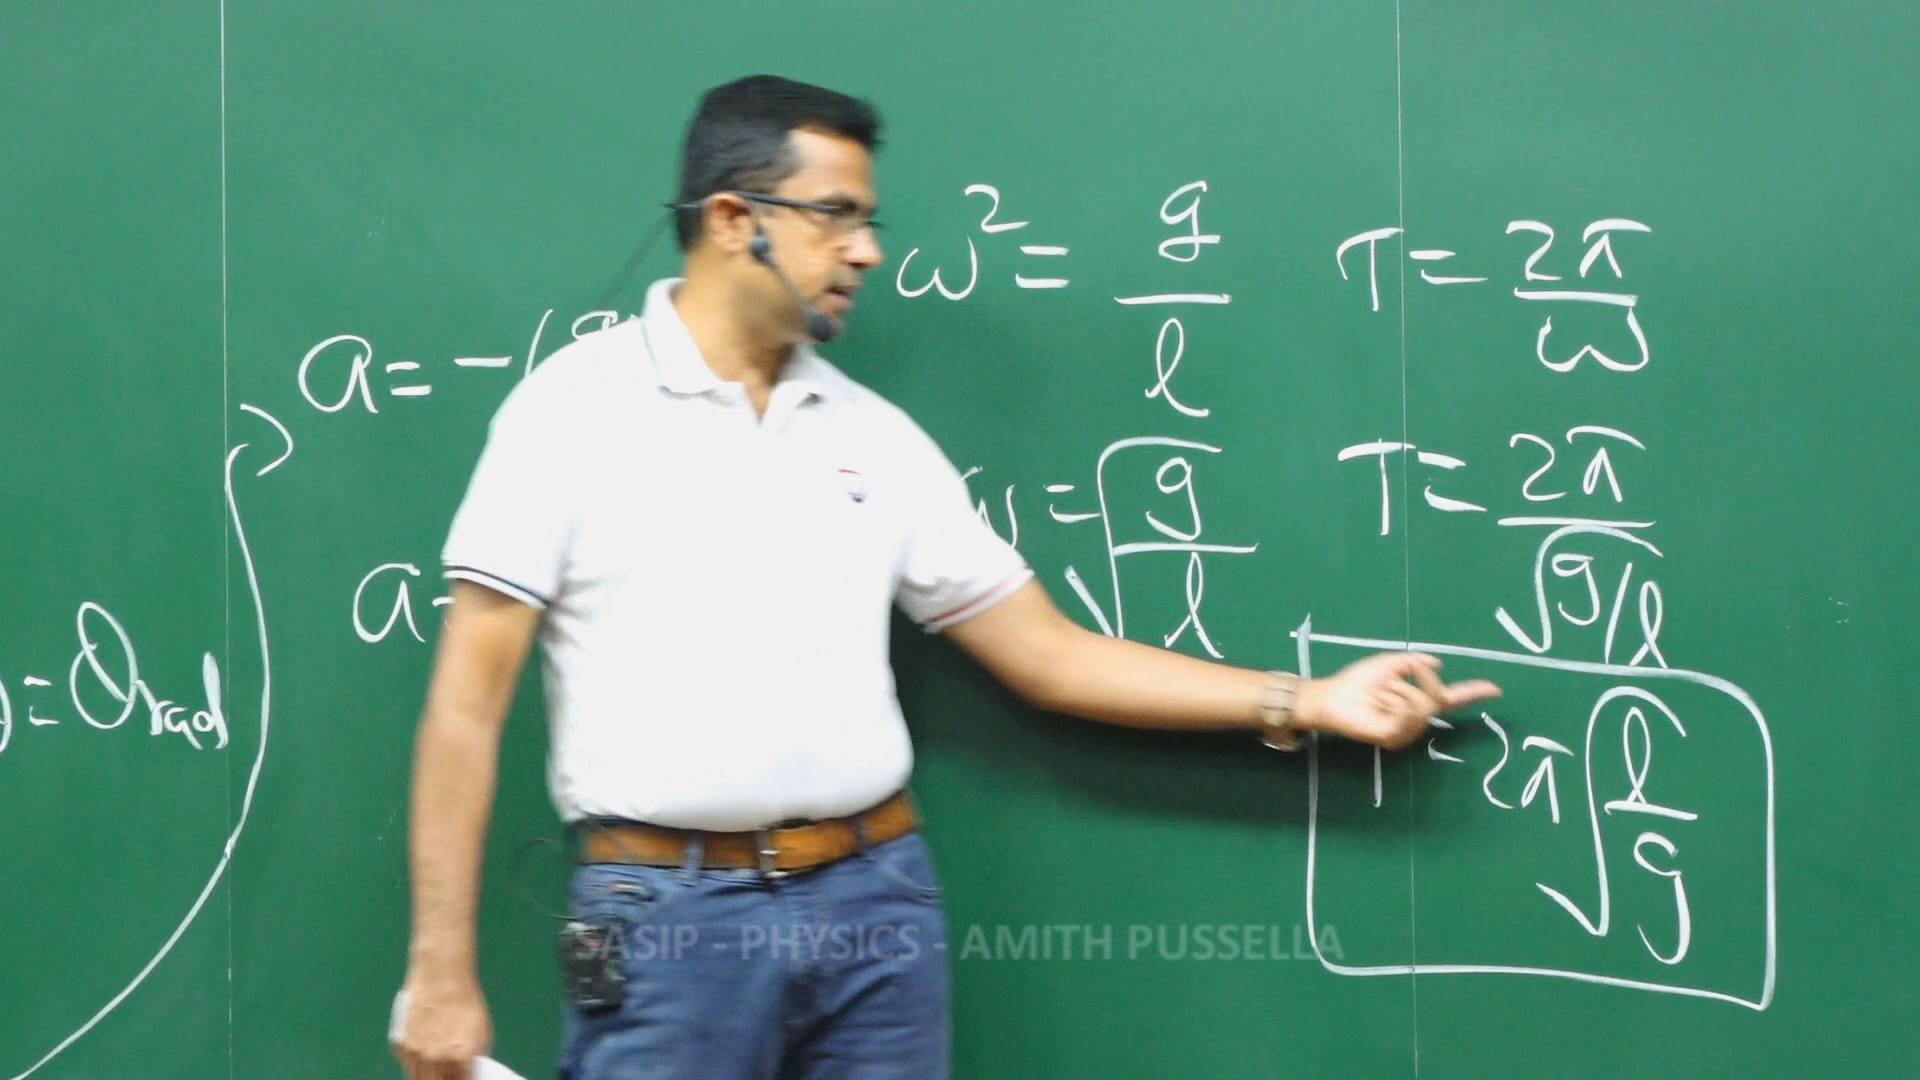 ) = θrad
a = -(g
a =
ω² = g/l
ω = √(g/l)
T = 2π/ω
T = 2π/√(g/l)
T = 2π√(l/g)
SASIP - PHYSICS - AMITH PUSSELLA